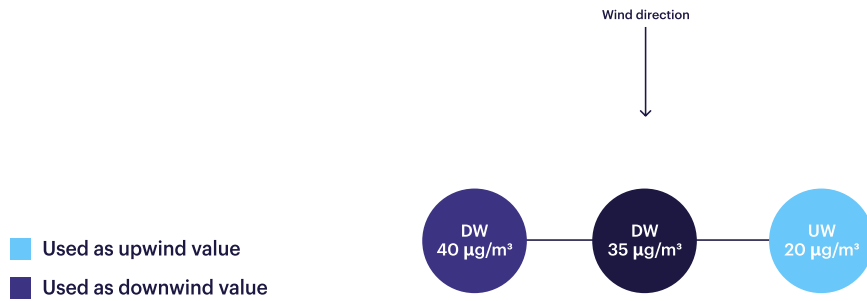 Wind direction
DW
40 µg/m³
DW
35 µg/m³
UW
20 µg/m³
Used as upwind value
Used as downwind value